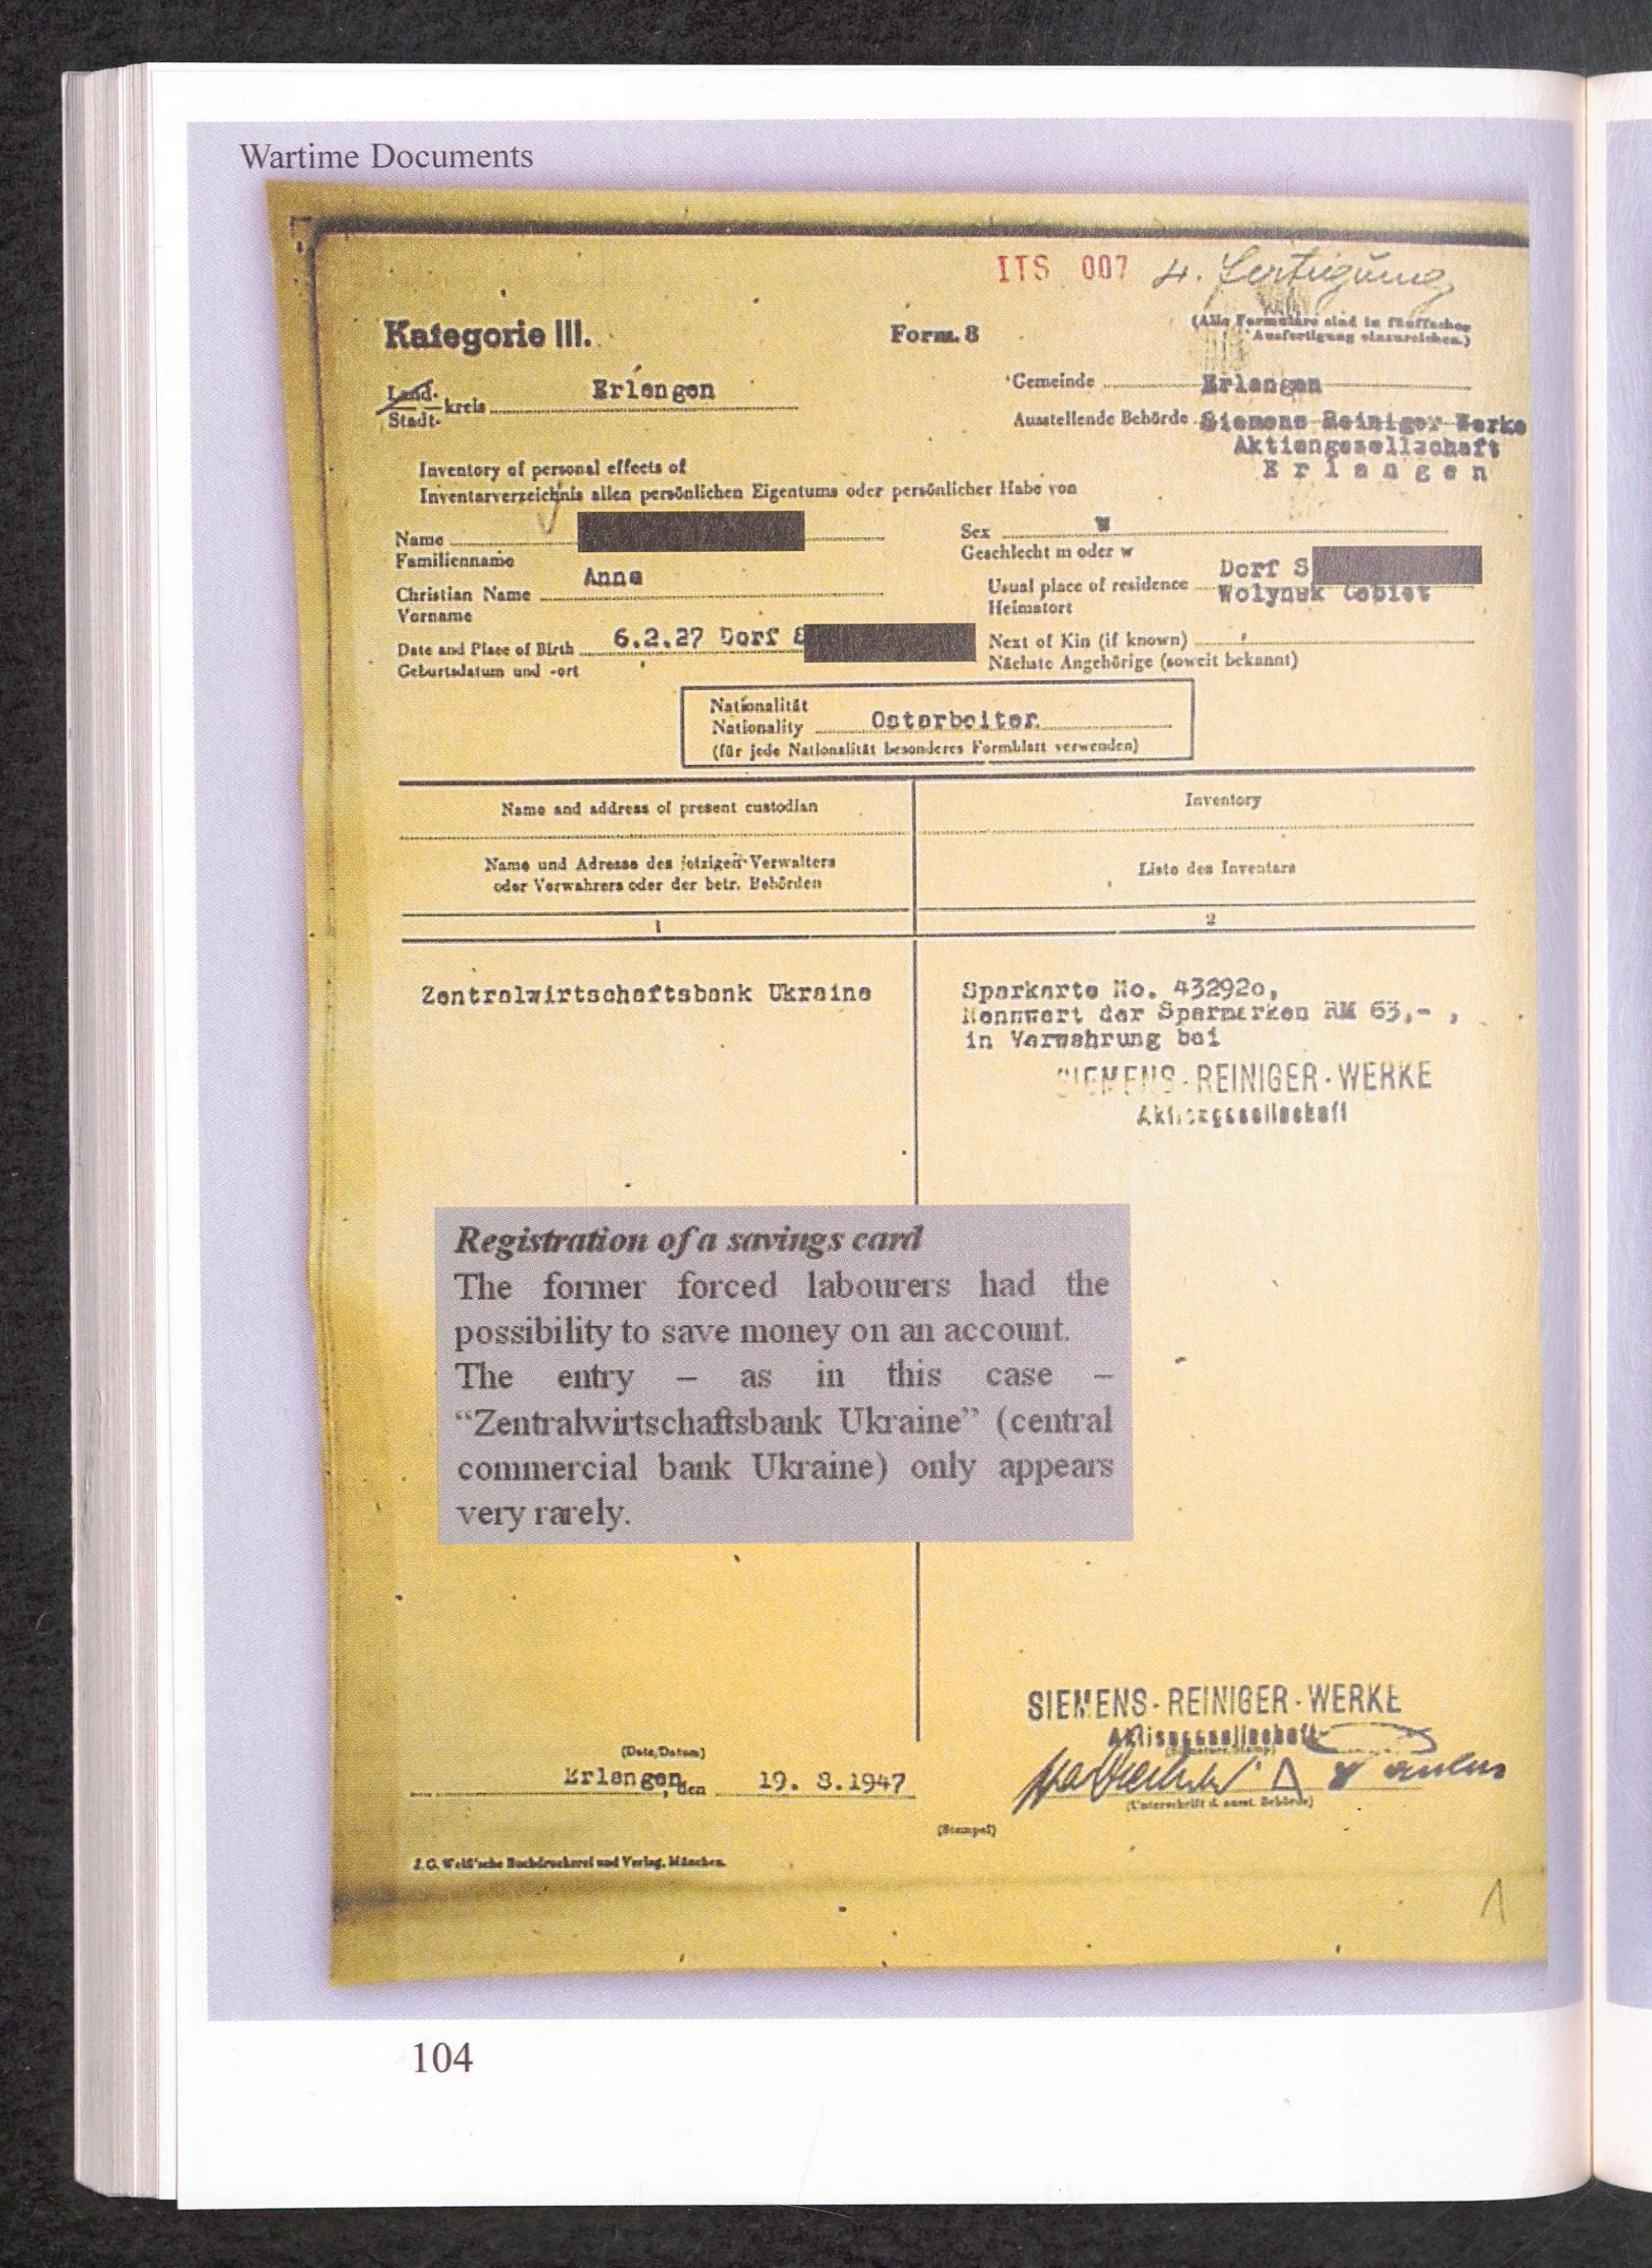 Wartime Documents
ITS 007 4. Fertigung
Kategorie III.
Form. 8
(Alle Formulare sind in fünffacher
Ausfertigung einzureichen.)
Land-
Stadt- kreis Erlangen
Gemeinde Erlangen
Ausstellende Behörde Siemens-Reiniger-Werke
Aktiengesellschaft
Erlangen
Inventory of personal effects of
Inventarverzeichnis allen persönlichen Eigentums oder persönlicher Habe von
Name
Familienname
Christian Name Anna
Vorname
Date and Place of Birth 6.2.27 Dorf S
Geburtsdatum und -ort
Sex W
Geschlecht m oder w
Usual place of residence Dorf S
Heimatort Wolynsk Gebiet
Next of Kin (if known)
Nächste Angehörige (soweit bekannt)
Nationalität
Nationality Ostarbeiter
(für jede Nationalität besonderes Formblatt verwenden)
Name and address of present custodian
Inventory
Name und Adresse des jetzigen Verwalters
oder Verwahrers oder der betr. Behörden
Liste des Inventars
1
2
Zentralwirtschaftsbank Ukraine
Sparkarte No. 432920,
Nennwert der Sparmarken RM 63,- ,
in Verwahrung bei
SIEMENS-REINIGER-WERKE
Aktiengesellschaft
Registration of a savings card
The former forced labourers had the
possibility to save money on an account.
The entry – as in this case –
“Zentralwirtschaftsbank Ukraine” (central
commercial bank Ukraine) only appears
very rarely.
SIEMENS-REINIGER-WERKE
Aktiengesellschaft
(Date/Datum)
Erlangen, den 19. 8.1947
(Unterschrift d. ausst. Behörde)
(Stempel)
J. G. Weiß'sche Buchdruckerei und Verlag, München.
1
104